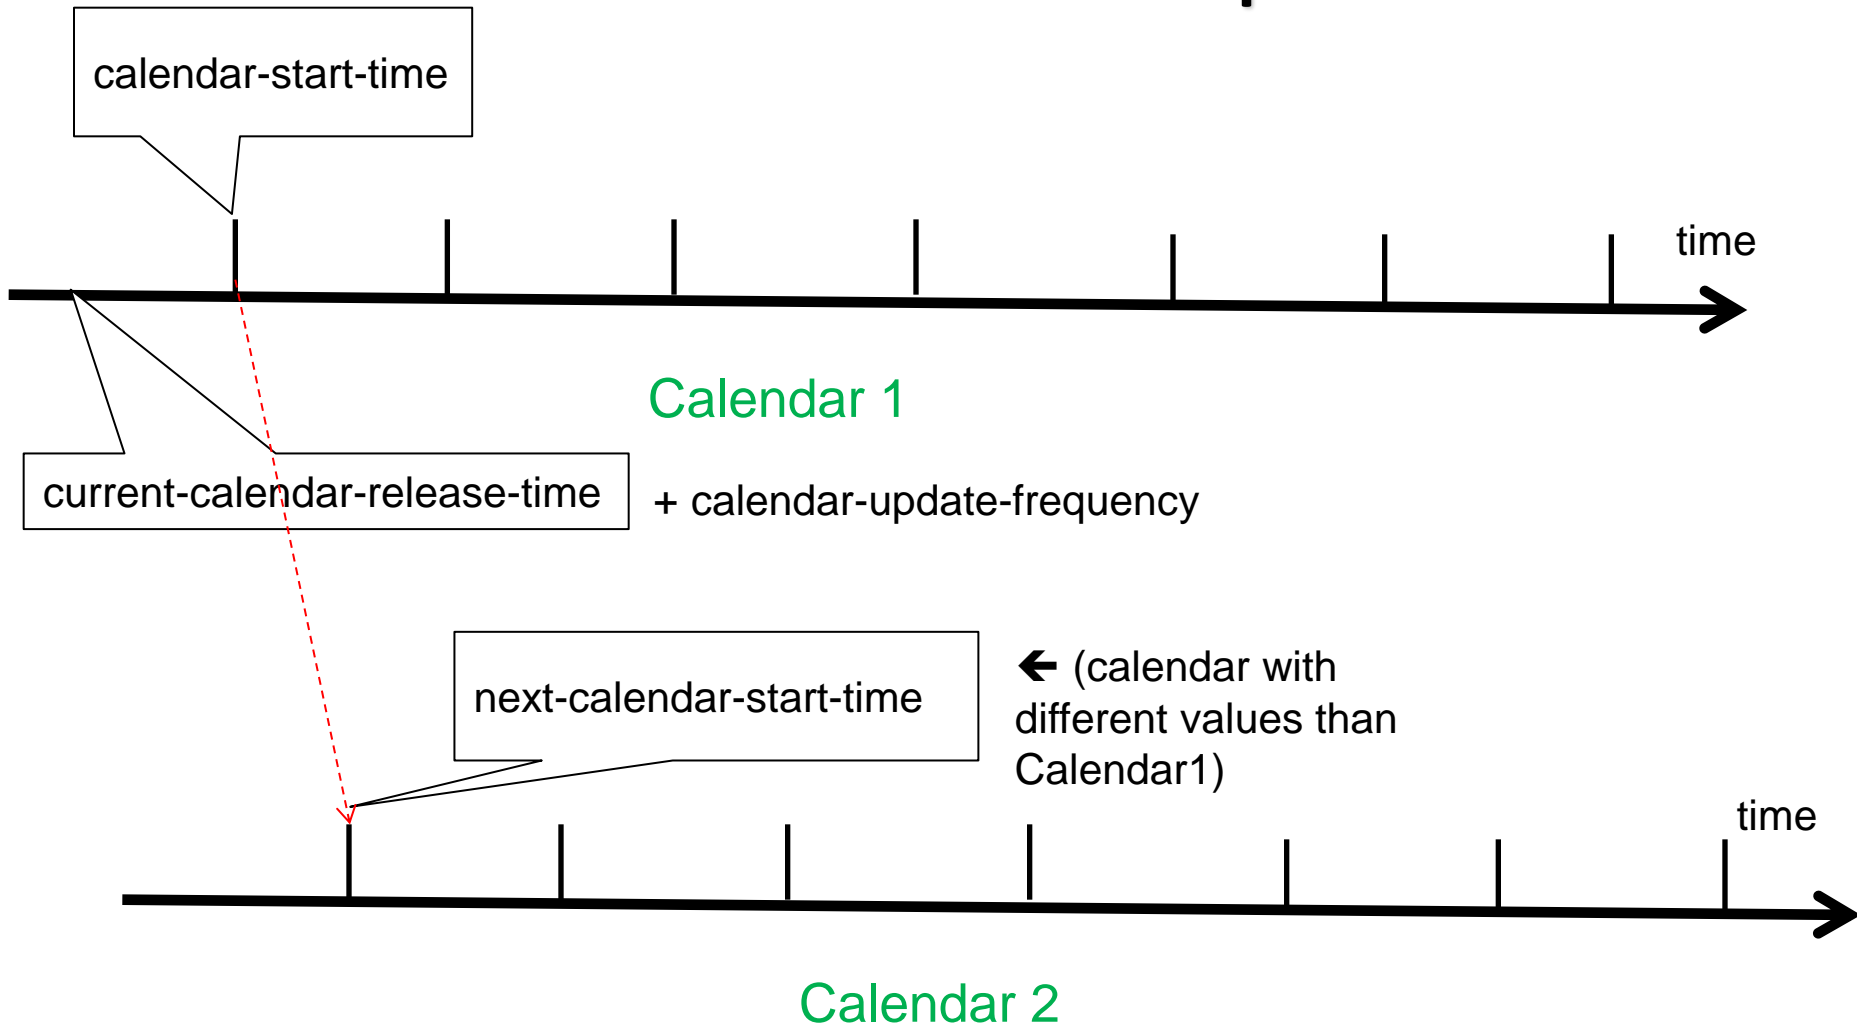 calendar-start-time
time
Calendar 1
current-calendar-release-time
+ calendar-update-frequency
next-calendar-start-time
🡸 (calendar with
different values than
Calendar1)
time
Calendar 2